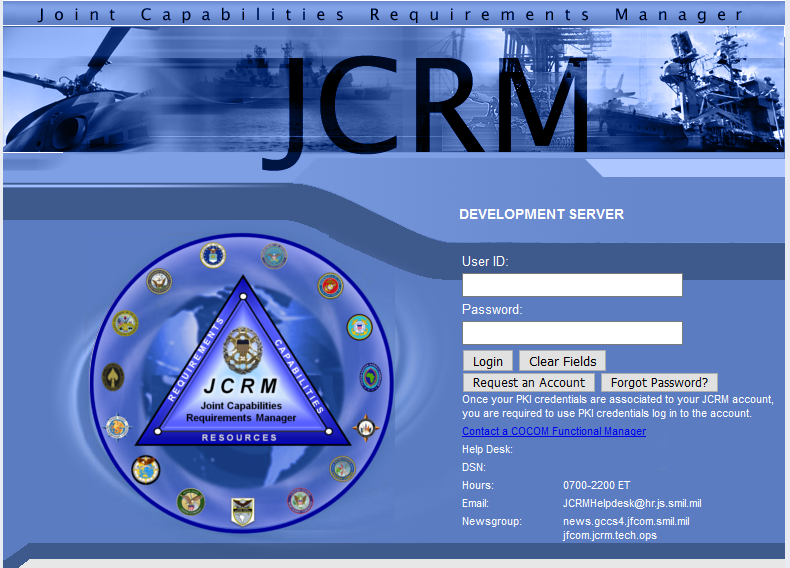 Joint Capabilities Requirements Manager
JCRM
DEVELOPMENT SERVER
User ID:
Password:
Login Clear Fields
Request an Account Forgot Password?
Once your PKI credentials are associated to your JCRM account,
you are required to use PKI credentials log in to the account.
Contact a COCOM Functional Manager
Help Desk:
DSN:
Hours: 0700-2200 ET
Email: JCRMHelpdesk@hr.js.smil.mil
Newsgroup: news.gccs4.jfcom.smil.mil
jfcom.jcrm.tech.ops
REQUIREMENTS
CAPABILITIES
JCRM
Joint Capabilities
Requirements Manager
RESOURCES